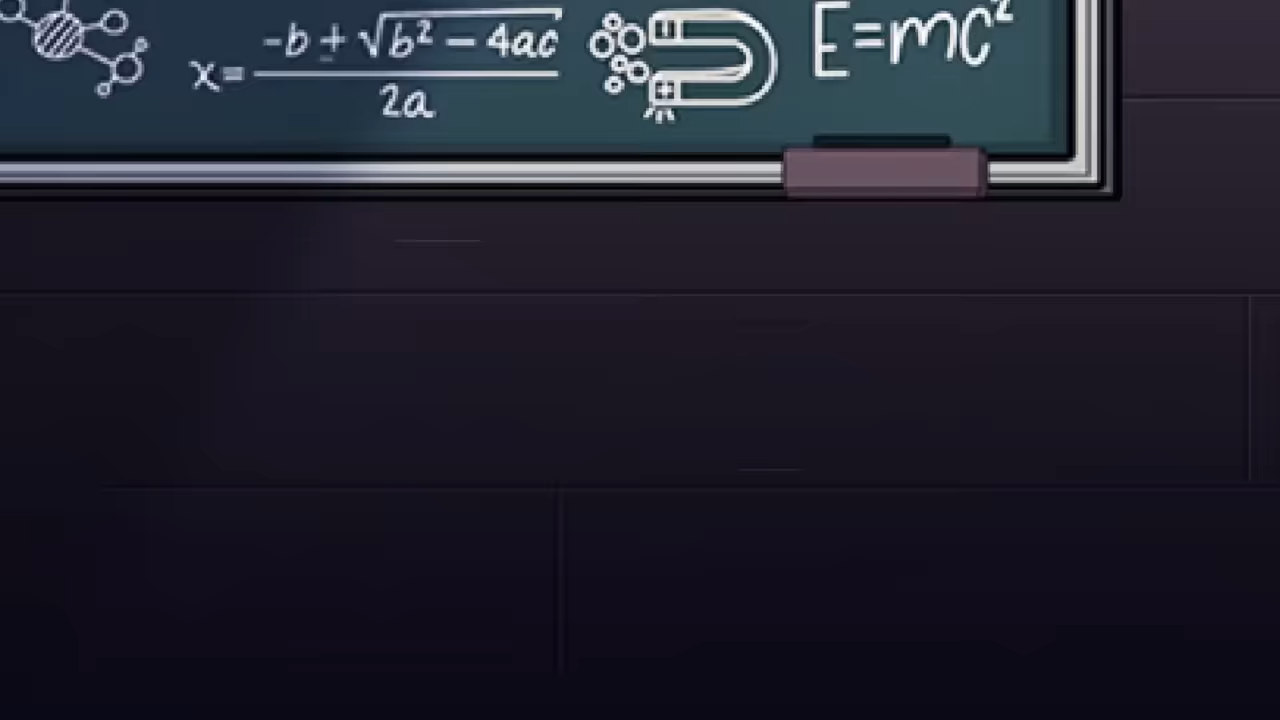 x = -b ± √b² − 4ac / 2a
E=mc²